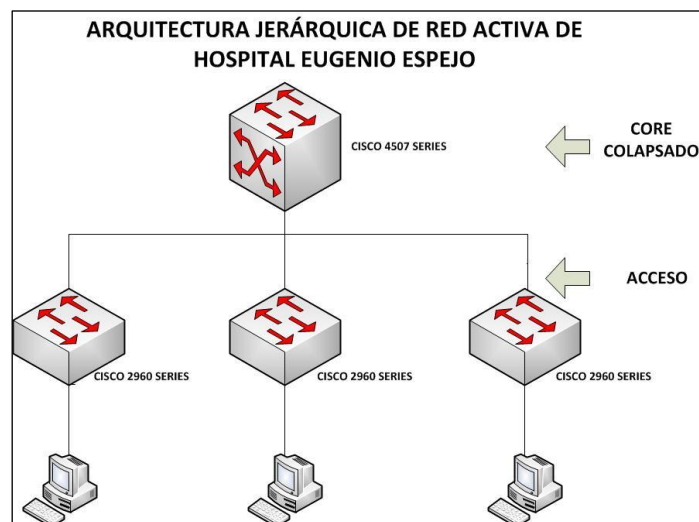 ARQUITECTURA JERÁRQUICA DE RED ACTIVA DE
HOSPITAL EUGENIO ESPEJO
CISCO 4507 SERIES
CORE
COLAPSADO
ACCESO
CISCO 2960 SERIES
CISCO 2960 SERIES
CISCO 2960 SERIES